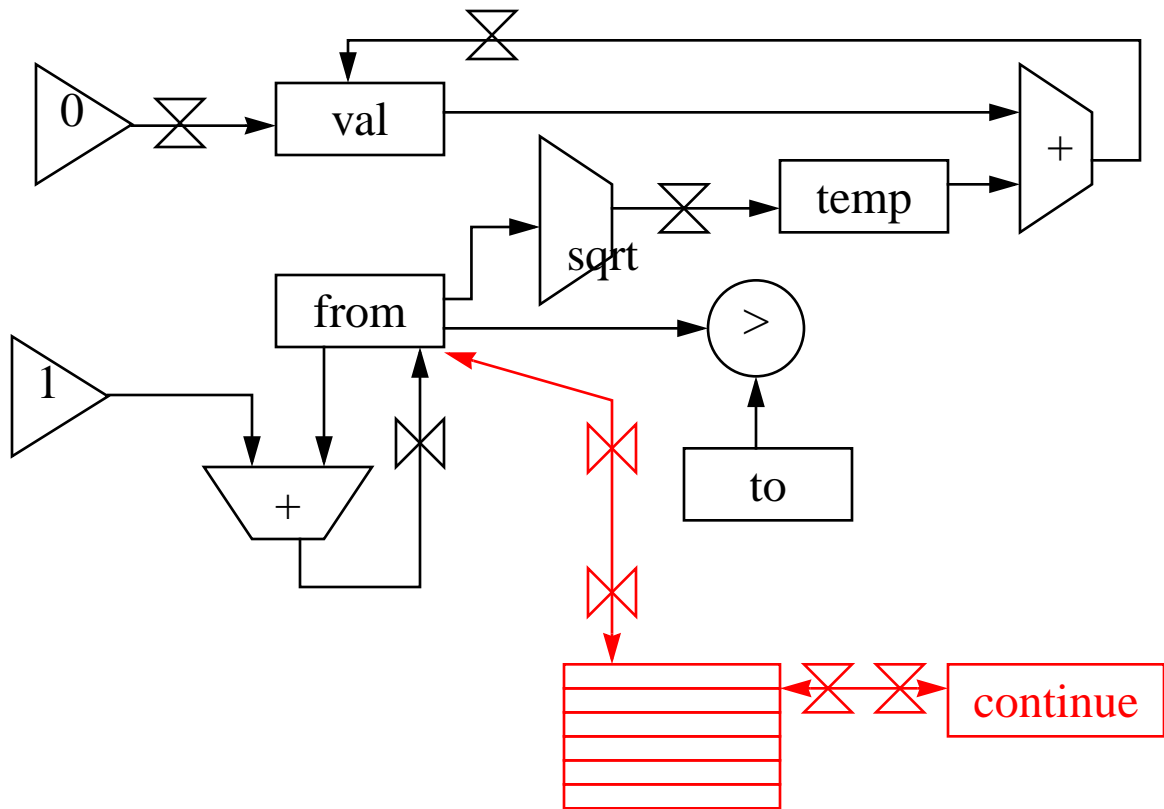 0
val
+
temp
sqrt
from
>
1
to
+
continue